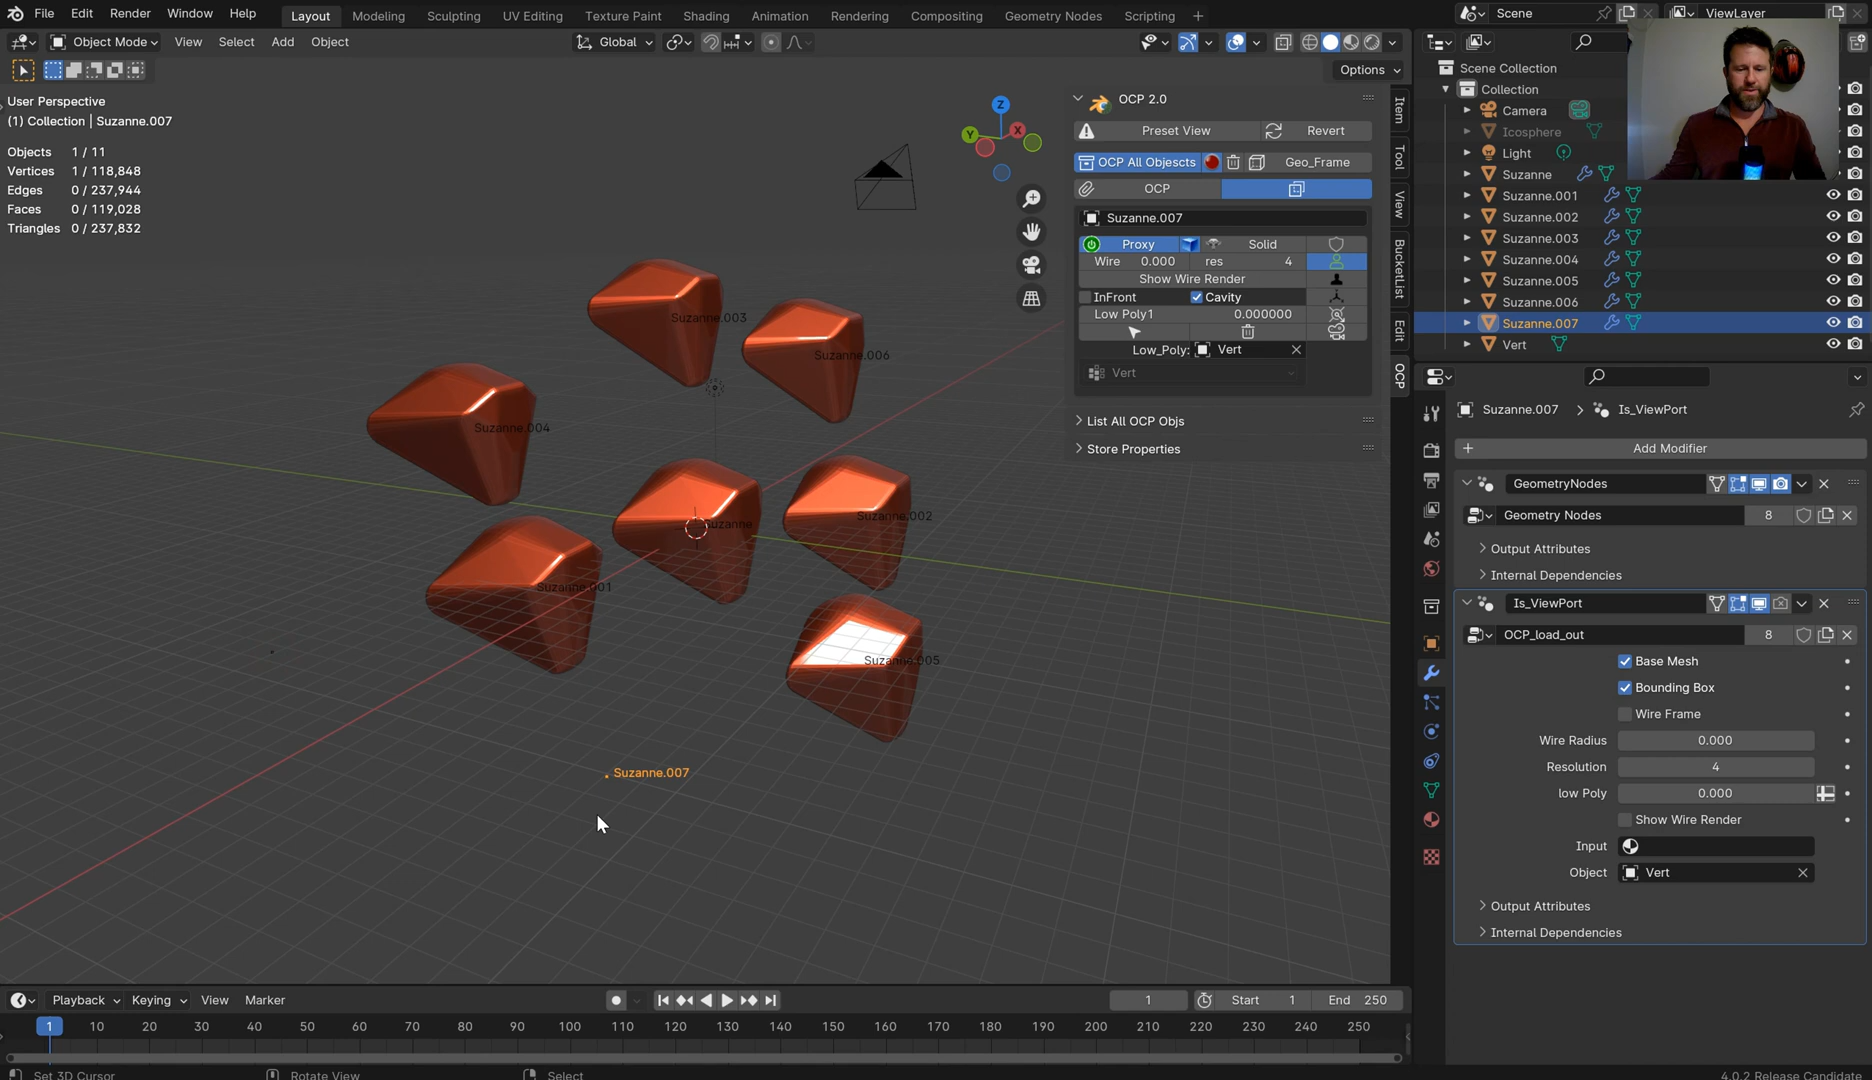 File Edit Render Window Help Layout Modeling Sculpting UV Editing Texture Paint Shading Animation Rendering Compositing Geometry Nodes Scripting + Scene ViewLayer
Object Mode View Select Add Object Global
Options
User Perspective
(1) Collection | Suzanne.007
Objects 1 / 11
Vertices 1 / 118,848
Edges 0 / 237,944
Faces 0 / 119,028
Triangles 0 / 237,832
Z
Y
X
Suzanne.003
Suzanne.006
Suzanne.004
Suzanne
Suzanne.002
Suzanne.001
Suzanne.005
Suzanne.007
OCP 2.0
Preset View Revert
OCP All Objescts Geo_Frame
OCP
Suzanne.007
Proxy Solid
Wire 0.000 res 4
Show Wire Render
InFront Cavity
Low Poly1 0.000000
Low_Poly: Vert
Vert
List All OCP Objs
Store Properties
Item
Tool
View
BucketList
Edit
OCP
Scene Collection
Collection
Camera
Icosphere
Light
Suzanne
Suzanne.001
Suzanne.002
Suzanne.003
Suzanne.004
Suzanne.005
Suzanne.006
Suzanne.007
Vert
Suzanne.007 Is_ViewPort
Add Modifier
GeometryNodes
Geometry Nodes 8
Output Attributes
Internal Dependencies
Is_ViewPort
OCP_load_out 8
Base Mesh
Bounding Box
Wire Frame
Wire Radius 0.000
Resolution 4
low Poly 0.000
Show Wire Render
Input
Object Vert
Output Attributes
Internal Dependencies
Playback Keying View Marker 1 Start 1 End 250
1 10 20 30 40 50 60 70 80 90 100 110 120 130 140 150 160 170 180 190 200 210 220 230 240 250
Set 3D Cursor Rotate View Select 4.0.2 Release Candidate